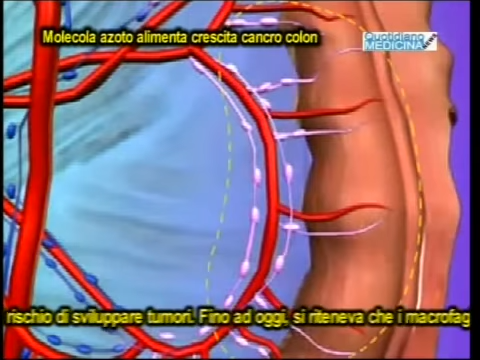 Molecola azoto alimenta crescita cancro colon
Quotidiano
MEDICINA
rischio di sviluppare tumori. Fino ad oggi, si riteneva che i macrofag